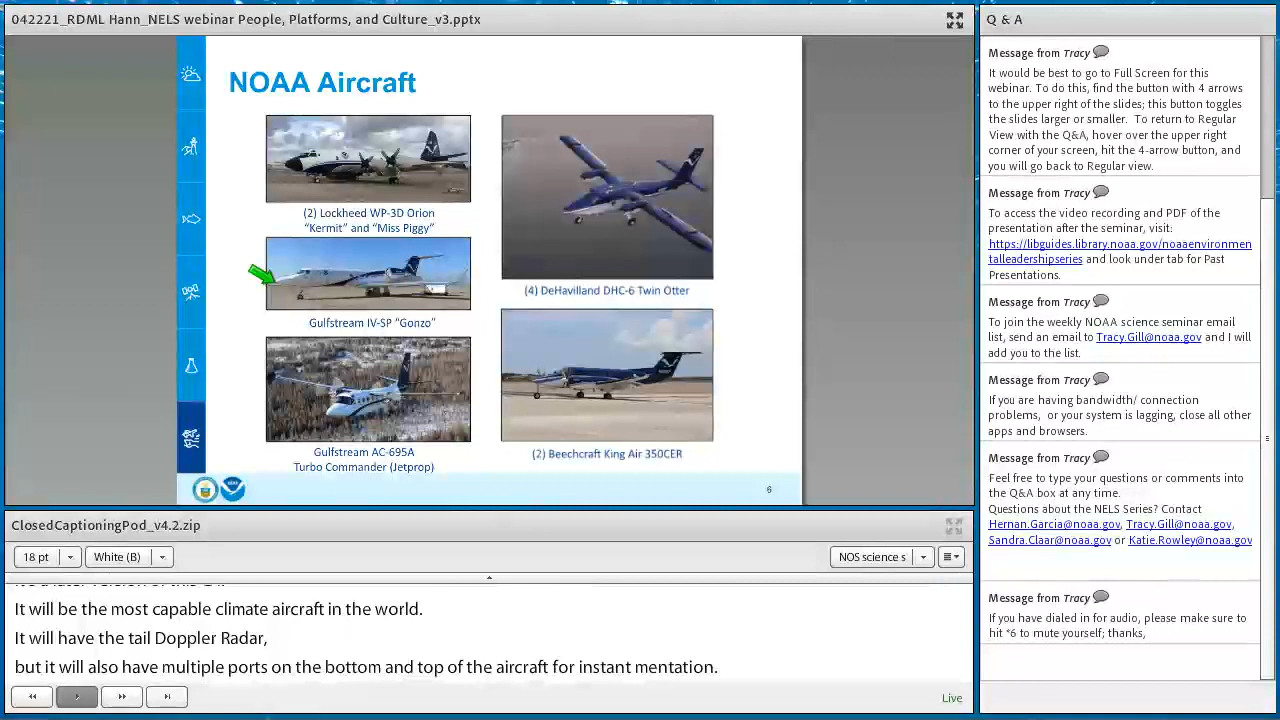 042221_RDML Hann_NELS webinar People, Platforms, and Culture_v3.pptx
NOAA Aircraft
(2) Lockheed WP-3D Orion
"Kermit" and "Miss Piggy"
Gulfstream IV-SP "Gonzo"
Gulfstream AC-695A
Turbo Commander (Jetprop)
(4) DeHavilland DHC-6 Twin Otter
(2) Beechcraft King Air 350CER
6
ClosedCaptioningPod_v4.2.zip
18 pt
White (B)
NOS science s
It will be the most capable climate aircraft in the world.
It will have the tail Doppler Radar,
but it will also have multiple ports on the bottom and top of the aircraft for instant mentation.
Live
Q & A
Message from Tracy
It would be best to go to Full Screen for this
webinar. To do this, find the button with 4 arrows
to the upper right of the slides; this button toggles
the slides larger or smaller. To return to Regular
View with the Q&A, hover over the upper right
corner of your screen, hit the 4-arrow button, and
you will go back to Regular view.
Message from Tracy
To access the video recording and PDF of the
presentation after the seminar, visit:
https://libguides.library.noaa.gov/noaaenvironmen
talleadershipseries and look under tab for Past
Presentations.
Message from Tracy
To join the weekly NOAA science seminar email
list, send an email to Tracy.Gill@noaa.gov and I will
add you to the list.
Message from Tracy
If you are having bandwidth/ connection
problems, or your system is lagging, close all other
apps and browsers.
Message from Tracy
Feel free to type your questions or comments into
the Q&A box at any time.
Questions about the NELS Series? Contact
Hernan.Garcia@noaa.gov, Tracy.Gill@noaa.gov,
Sandra.Claar@noaa.gov or Katie.Rowley@noaa.gov
Message from Tracy
If you have dialed in for audio, please make sure to
hit *6 to mute yourself; thanks,